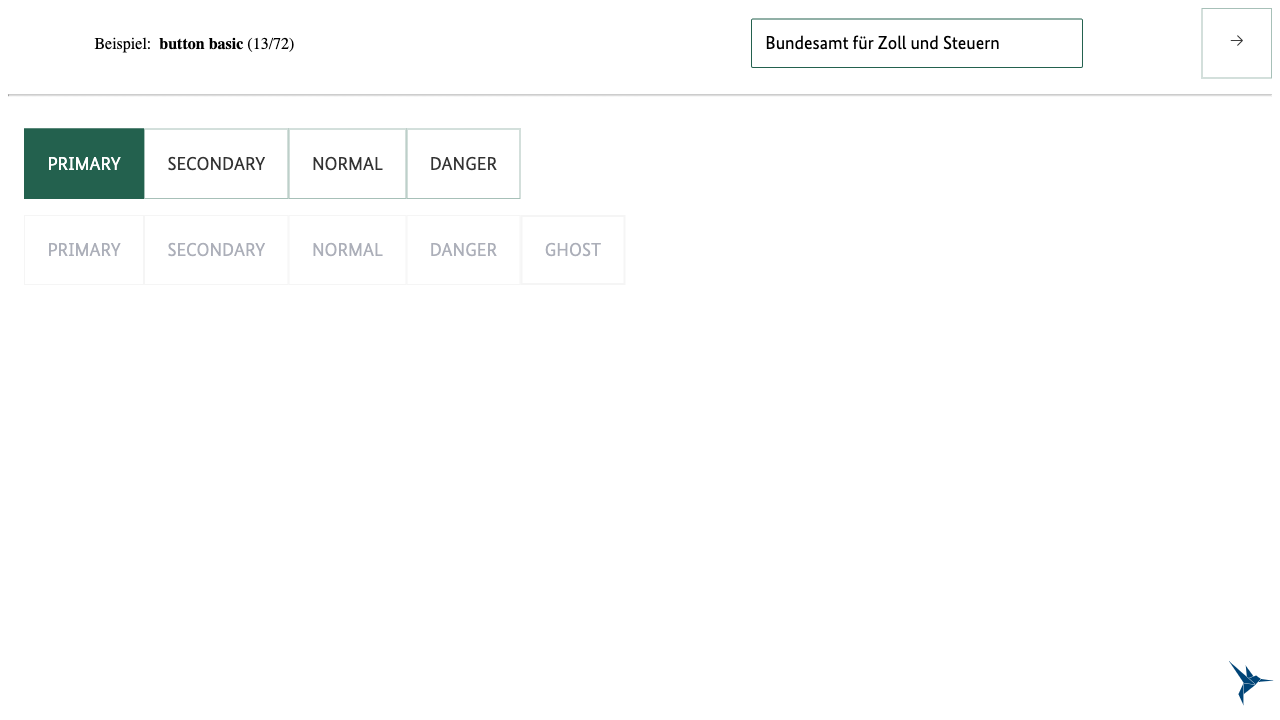 Beispiel: button basic (13/72)
Bundesamt für Zoll und Steuern
→
PRIMARY SECONDARY NORMAL DANGER
PRIMARY SECONDARY NORMAL DANGER GHOST